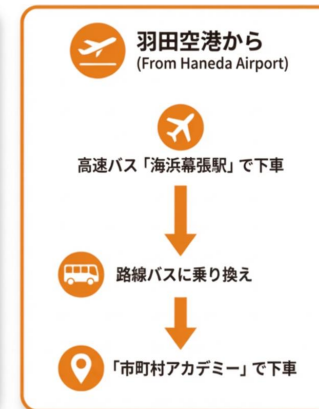 羽田空港から
(From Haneda Airport)
高速バス「海浜幕張駅」で下車
路線バスに乗り換え
「市町村アカデミー」で下車